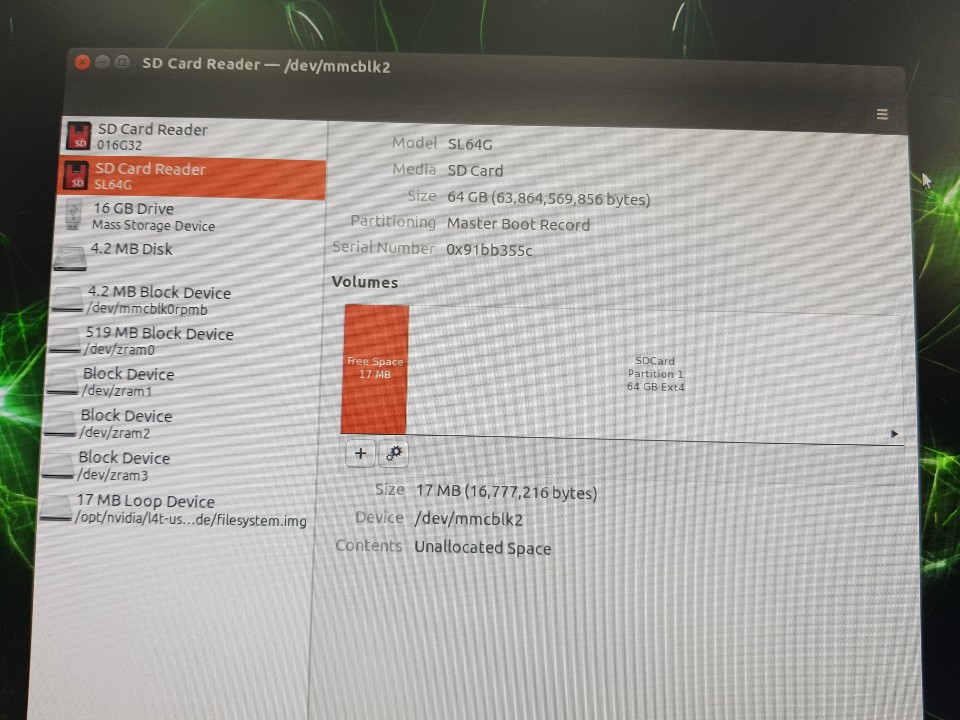 SD Card Reader — /dev/mmcblk2
SD Card Reader
016G32
SD Card Reader
SL64G
16 GB Drive
Mass Storage Device
4.2 MB Disk
4.2 MB Block Device
/dev/mmcblk0rpmb
519 MB Block Device
/dev/zram0
Block Device
/dev/zram1
Block Device
/dev/zram2
Block Device
/dev/zram3
17 MB Loop Device
/opt/nvidia/l4t-us...de/filesystem.img
Model SL64G
Media SD Card
Size 64 GB (63,864,569,856 bytes)
Partitioning Master Boot Record
Serial Number 0x91bb355c
Volumes
Free Space
17 MB
SDCard
Partition 1
64 GB Ext4
Size 17 MB (16,777,216 bytes)
Device /dev/mmcblk2
Contents Unallocated Space